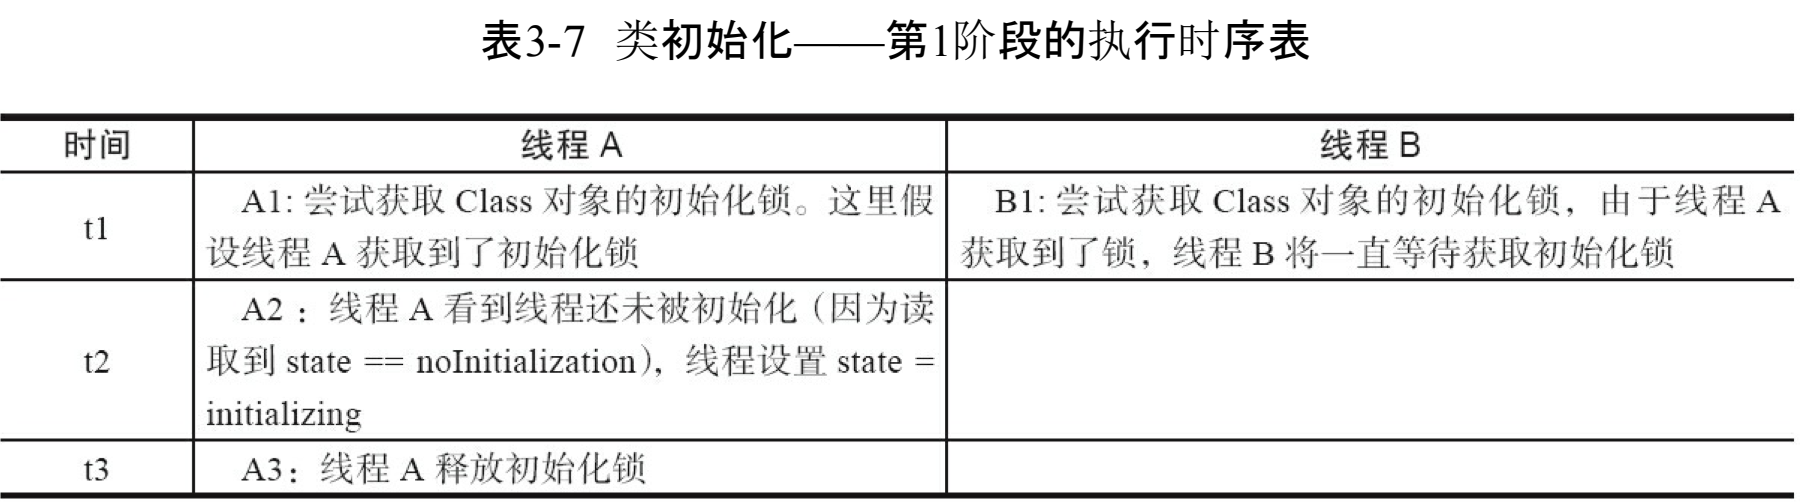 表3-7 类初始化——第1阶段的执行时序表
时间 线程 A 线程 B
t1
A1: 尝试获取 Class 对象的初始化锁。这里假
设线程 A 获取到了初始化锁
B1: 尝试获取 Class 对象的初始化锁，由于线程 A
获取到了锁，线程 B 将一直等待获取初始化锁
t2
A2：线程 A 看到线程还未被初始化（因为读
取到 state == noInitialization），线程设置 state =
initializing
t3
A3：线程 A 释放初始化锁